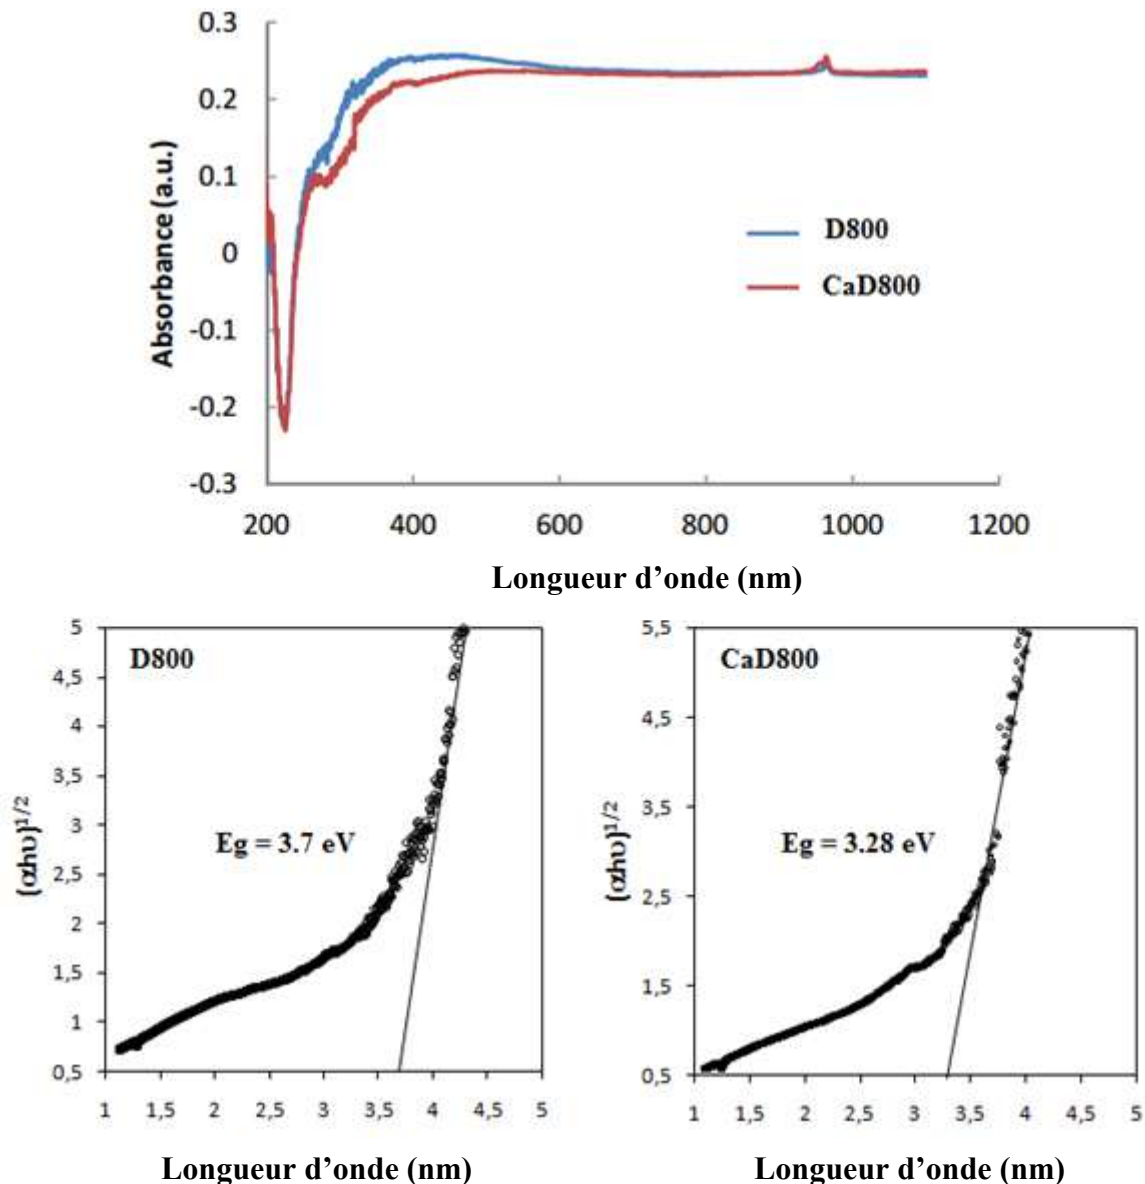 0.3
0.2
0.1
0
-0.1
-0.2
-0.3
Absorbance (a.u.)
D800
CaD800
200 400 600 800 1000 1200
Longueur d’onde (nm)
D800
5
4,5
4
3,5
3
2,5
2
1,5
1
0,5
(αhυ)1/2
Eg = 3.7 eV
1 1,5 2 2,5 3 3,5 4 4,5 5
Longueur d’onde (nm)
CaD800
5,5
4,5
3,5
2,5
1,5
0,5
(αhυ)1/2
Eg = 3.28 eV
1 1,5 2 2,5 3 3,5 4 4,5 5
Longueur d’onde (nm)